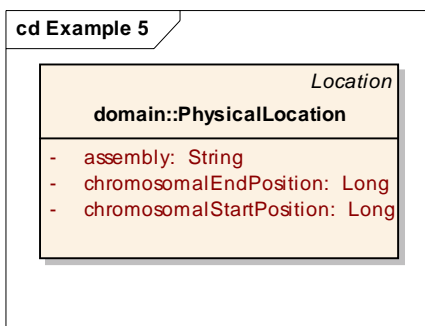 cd Example 5
Location
domain::PhysicalLocation
- assembly: String
- chromosomalEndPosition: Long
- chromosomalStartPosition: Long